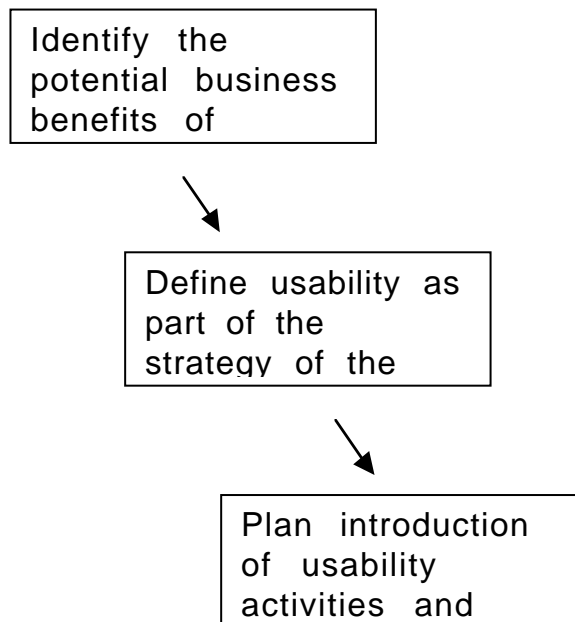 Identify the
potential business
benefits of
Define usability as
part of the
strategy of the
Plan introduction
of usability
activities and